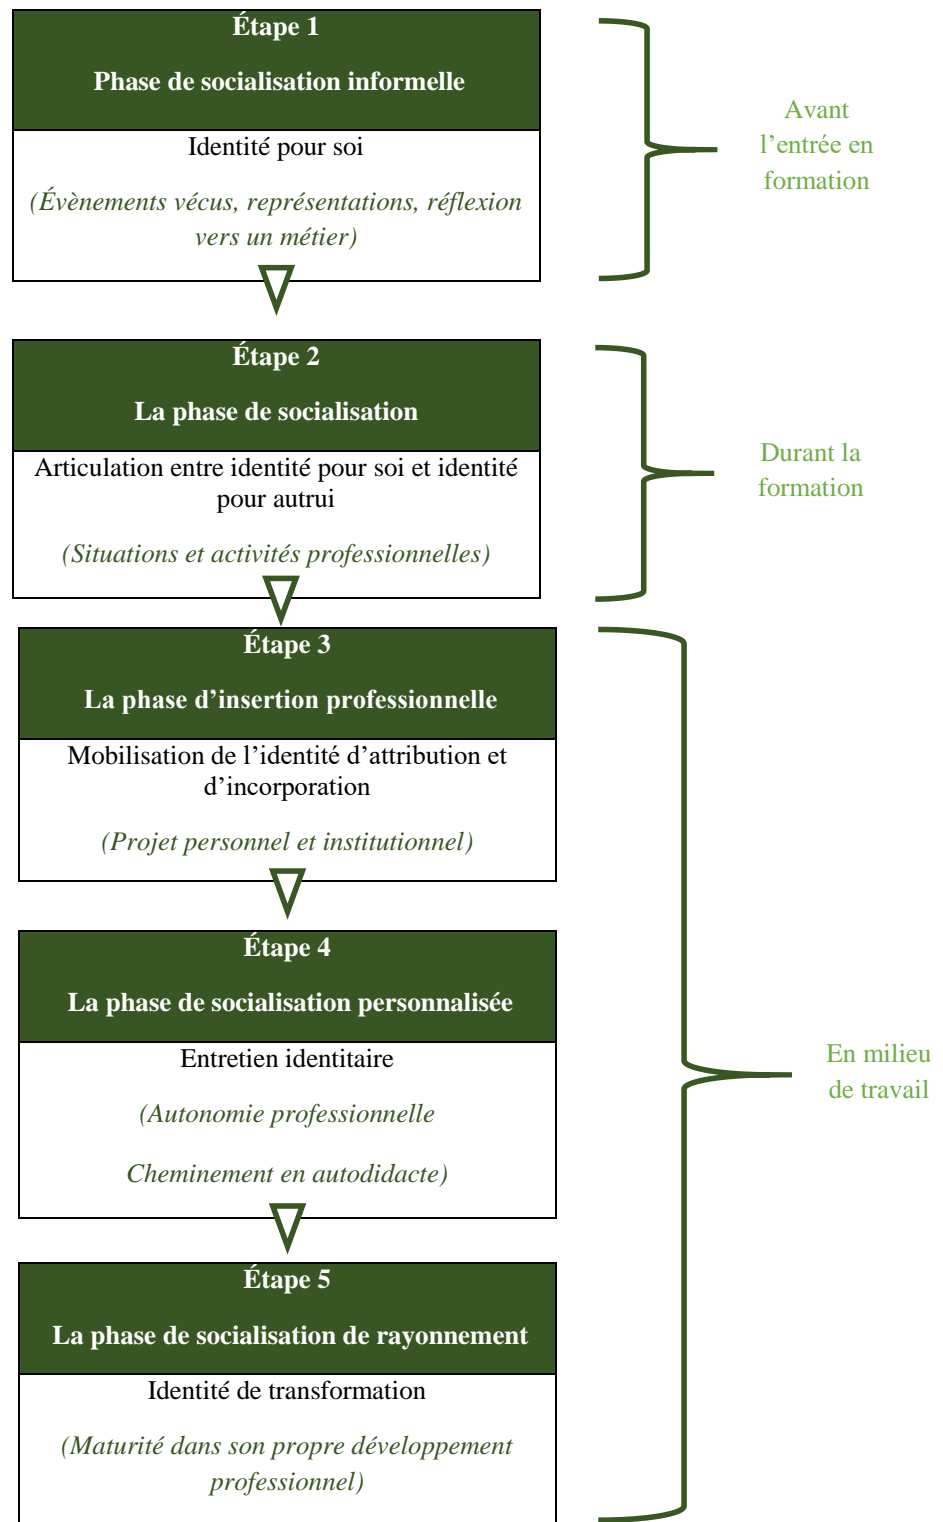 Étape 1
Phase de socialisation informelle
Identité pour soi
(Évènements vécus, représentations, réflexion
vers un métier)
Avant
l’entrée en
formation
Étape 2
La phase de socialisation
Articulation entre identité pour soi et identité
pour autrui
(Situations et activités professionnelles)
Durant la
formation
Étape 3
La phase d’insertion professionnelle
Mobilisation de l’identité d’attribution et
d’incorporation
(Projet personnel et institutionnel)
Étape 4
La phase de socialisation personnalisée
Entretien identitaire
(Autonomie professionnelle
Cheminement en autodidacte)
En milieu
de travail
Étape 5
La phase de socialisation de rayonnement
Identité de transformation
(Maturité dans son propre développement
professionnel)